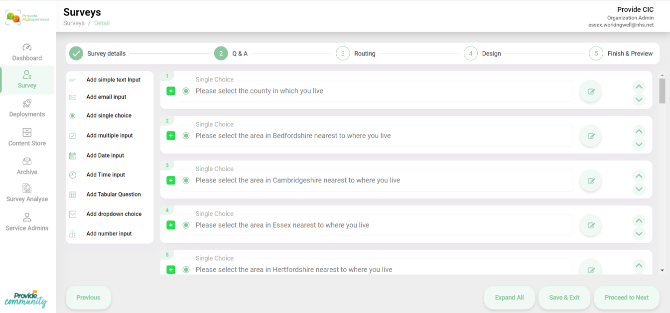 Surveys
Surveys / Detail
Provide CIC
Organization Admin
essex.workingwell@nhs.net
Dashboard
Survey
Deployments
Content Store
Archive
Survey Analyse
Service Admins
Provide
community
Survey details
2 Q & A
3 Routing
4 Design
5 Finish & Preview
Add simple text Input
Add email input
Add single choice
Add multiple input
Add Date input
Add Time input
Add Tabular Question
Add dropdown choice
Add number input
1
Single Choice
Please select the county in which you live
2
Single Choice
Please select the area in Bedfordshire nearest to where you live
3
Single Choice
Please select the area in Cambridgeshire nearest to where you live
4
Single Choice
Please select the area in Essex nearest to where you live
5
Single Choice
Please select the area in Hertfordshire nearest to where you live
Previous
Expand All
Save & Exit
Proceed to Next